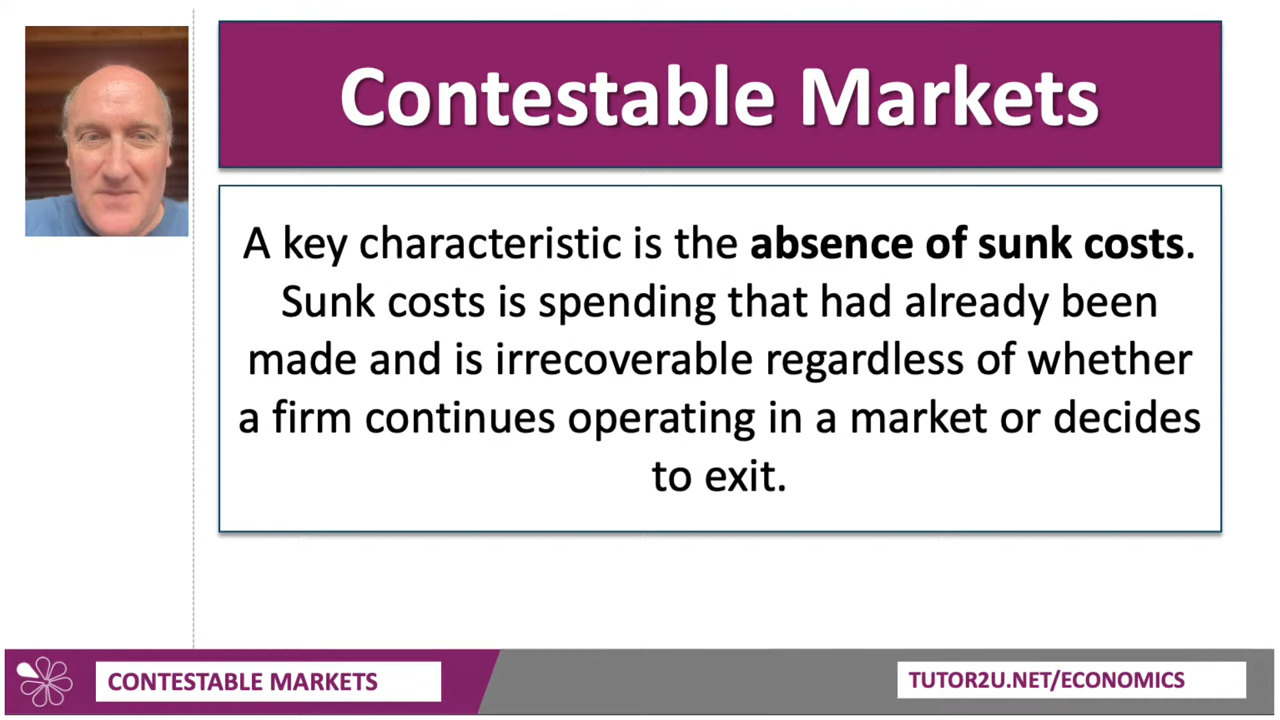 Contestable Markets
A key characteristic is the absence of sunk costs.
Sunk costs is spending that had already been
made and is irrecoverable regardless of whether
a firm continues operating in a market or decides
to exit.
CONTESTABLE MARKETS
TUTOR2U.NET/ECONOMICS